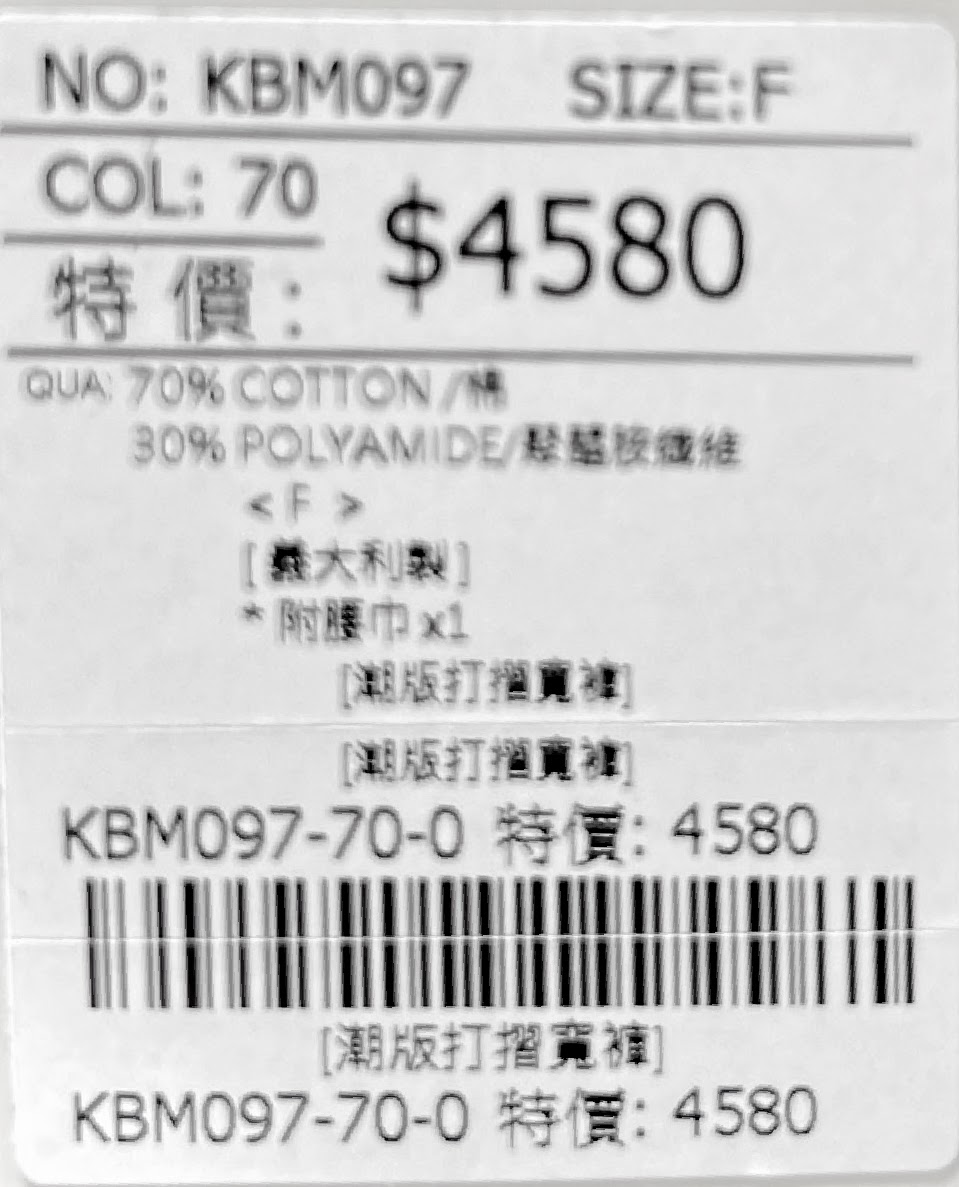 NO: KBM097 SIZE:F
COL: 70 $4580
特價:
QUA: 70% COTTON /棉
30% POLYAMIDE/聚醯胺纖維
< F >
[ 義大利製 ]
* 附腰巾 x1
[潮版打摺寬褲]
[潮版打摺寬褲]
KBM097-70-0 特價: 4580
[潮版打摺寬褲]
KBM097-70-0 特價: 4580